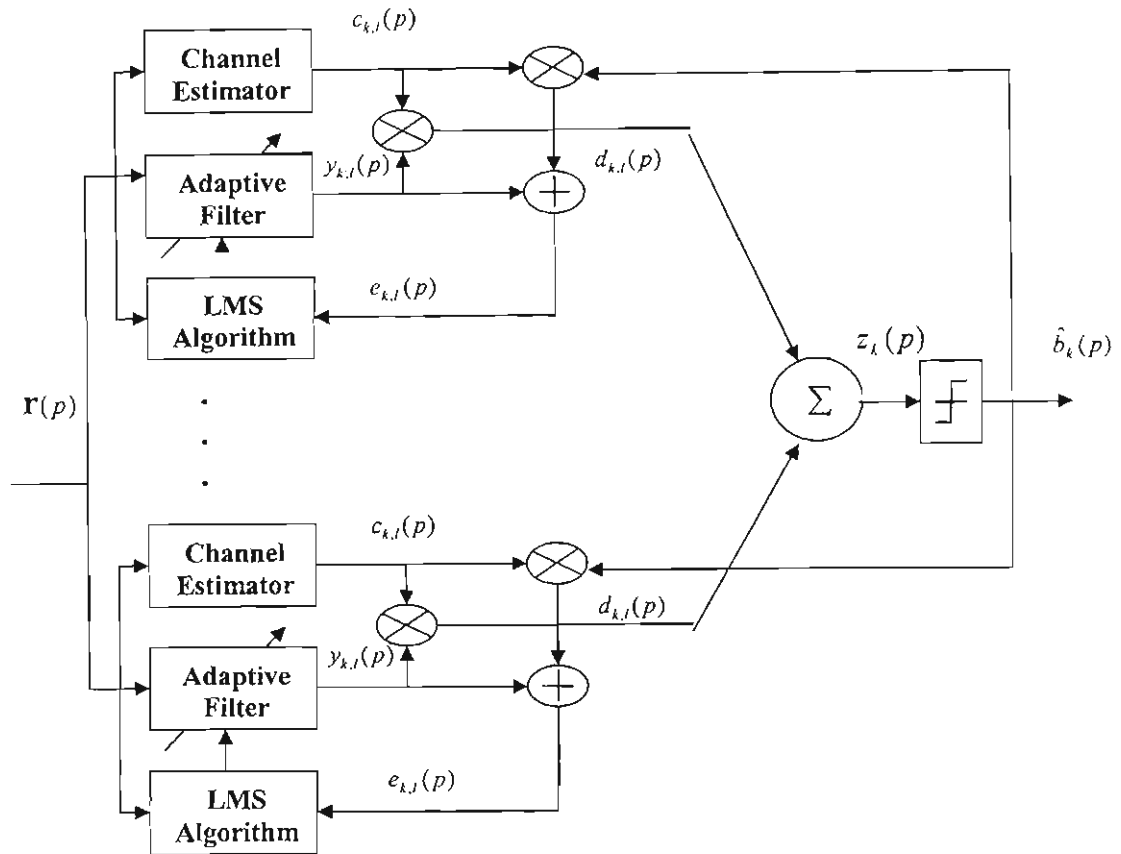 c_{k,l}(p)
Channel
Estimator
y_{k,l}(p)
d_{k,l}(p)
Adaptive
Filter
e_{k,l}(p)
LMS
Algorithm
r(p)
Σ
z_k(p)
b̂_k(p)
c_{k,l}(p)
Channel
Estimator
d_{k,l}(p)
y_{k,l}(p)
Adaptive
Filter
e_{k,l}(p)
LMS
Algorithm